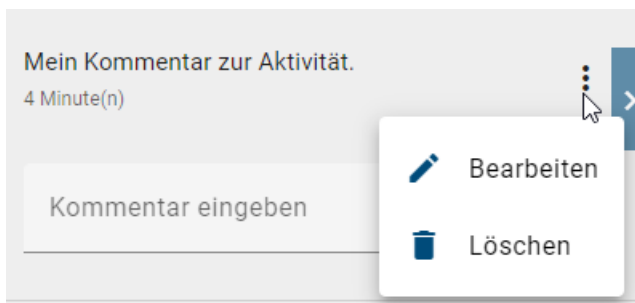 Mein Kommentar zur Aktivität.
4 Minute(n)
Kommentar eingeben
Bearbeiten
Löschen